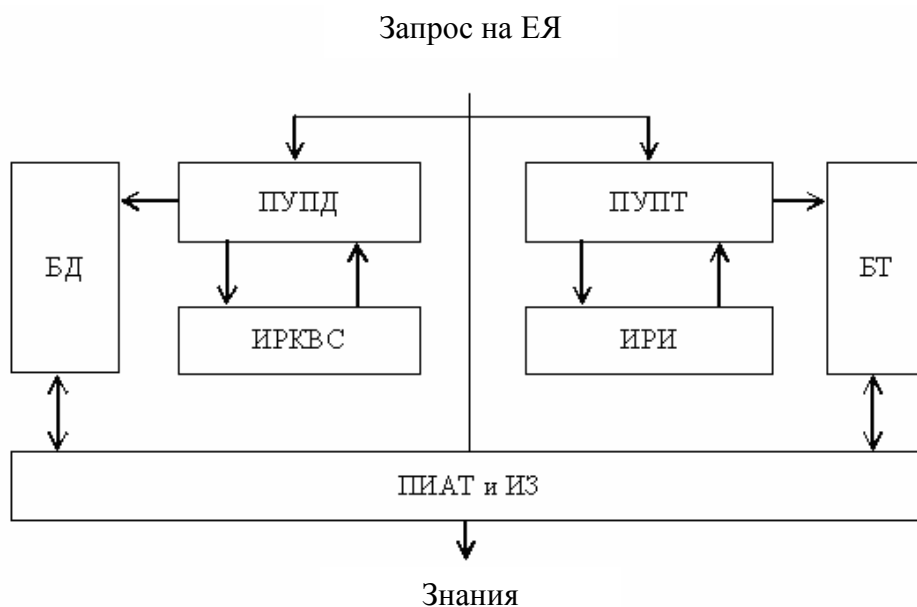 Запрос на ЕЯ
ПУПД
ПУПТ
БД
БТ
ИРКВС
ИРИ
ПИАТ и ИЗ
Знания